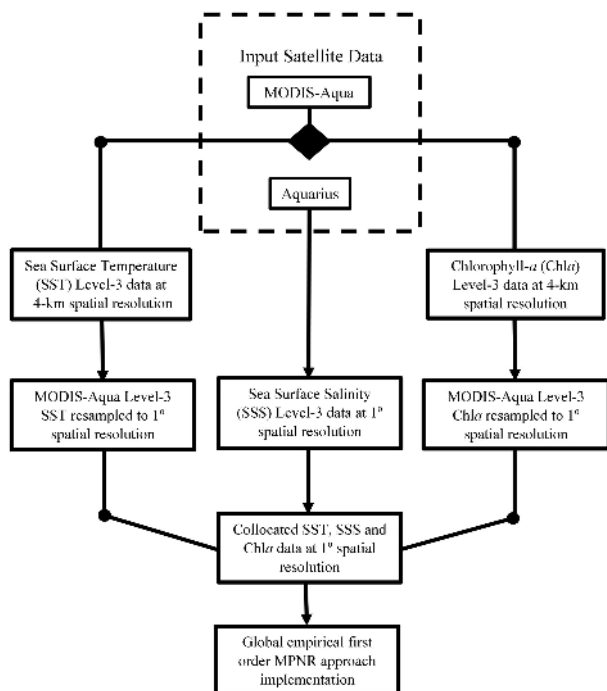 Input Satellite Data
MODIS-Aqua
Aquarius
Sea Surface Temperature
(SST) Level-3 data at
4-km spatial resolution
Chlorophyll-a (Chla)
Level-3 data at 4-km
spatial resolution
MODIS-Aqua Level-3
SST resampled to 1°
spatial resolution
Sea Surface Salinity
(SSS) Level-3 data at 1°
spatial resolution
MODIS-Aqua Level-3
Chla resampled to 1°
spatial resolution
Collocated SST, SSS and
Chla data at 1° spatial
resolution
Global empirical first
order MPNR approach
implementation